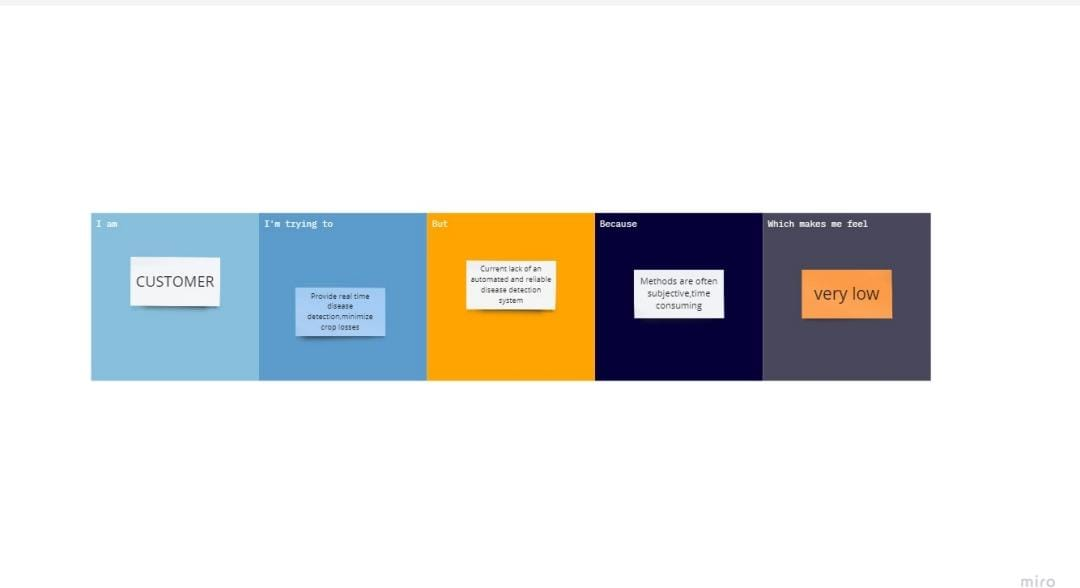 I am
CUSTOMER
I'm trying to
Provide real time
disease
detection,minimize
crop losses
But
Current lack of an
automated and reliable
disease detection
system
Because
Methods are often
subjective,time
consuming
Which makes me feel
very low
miro